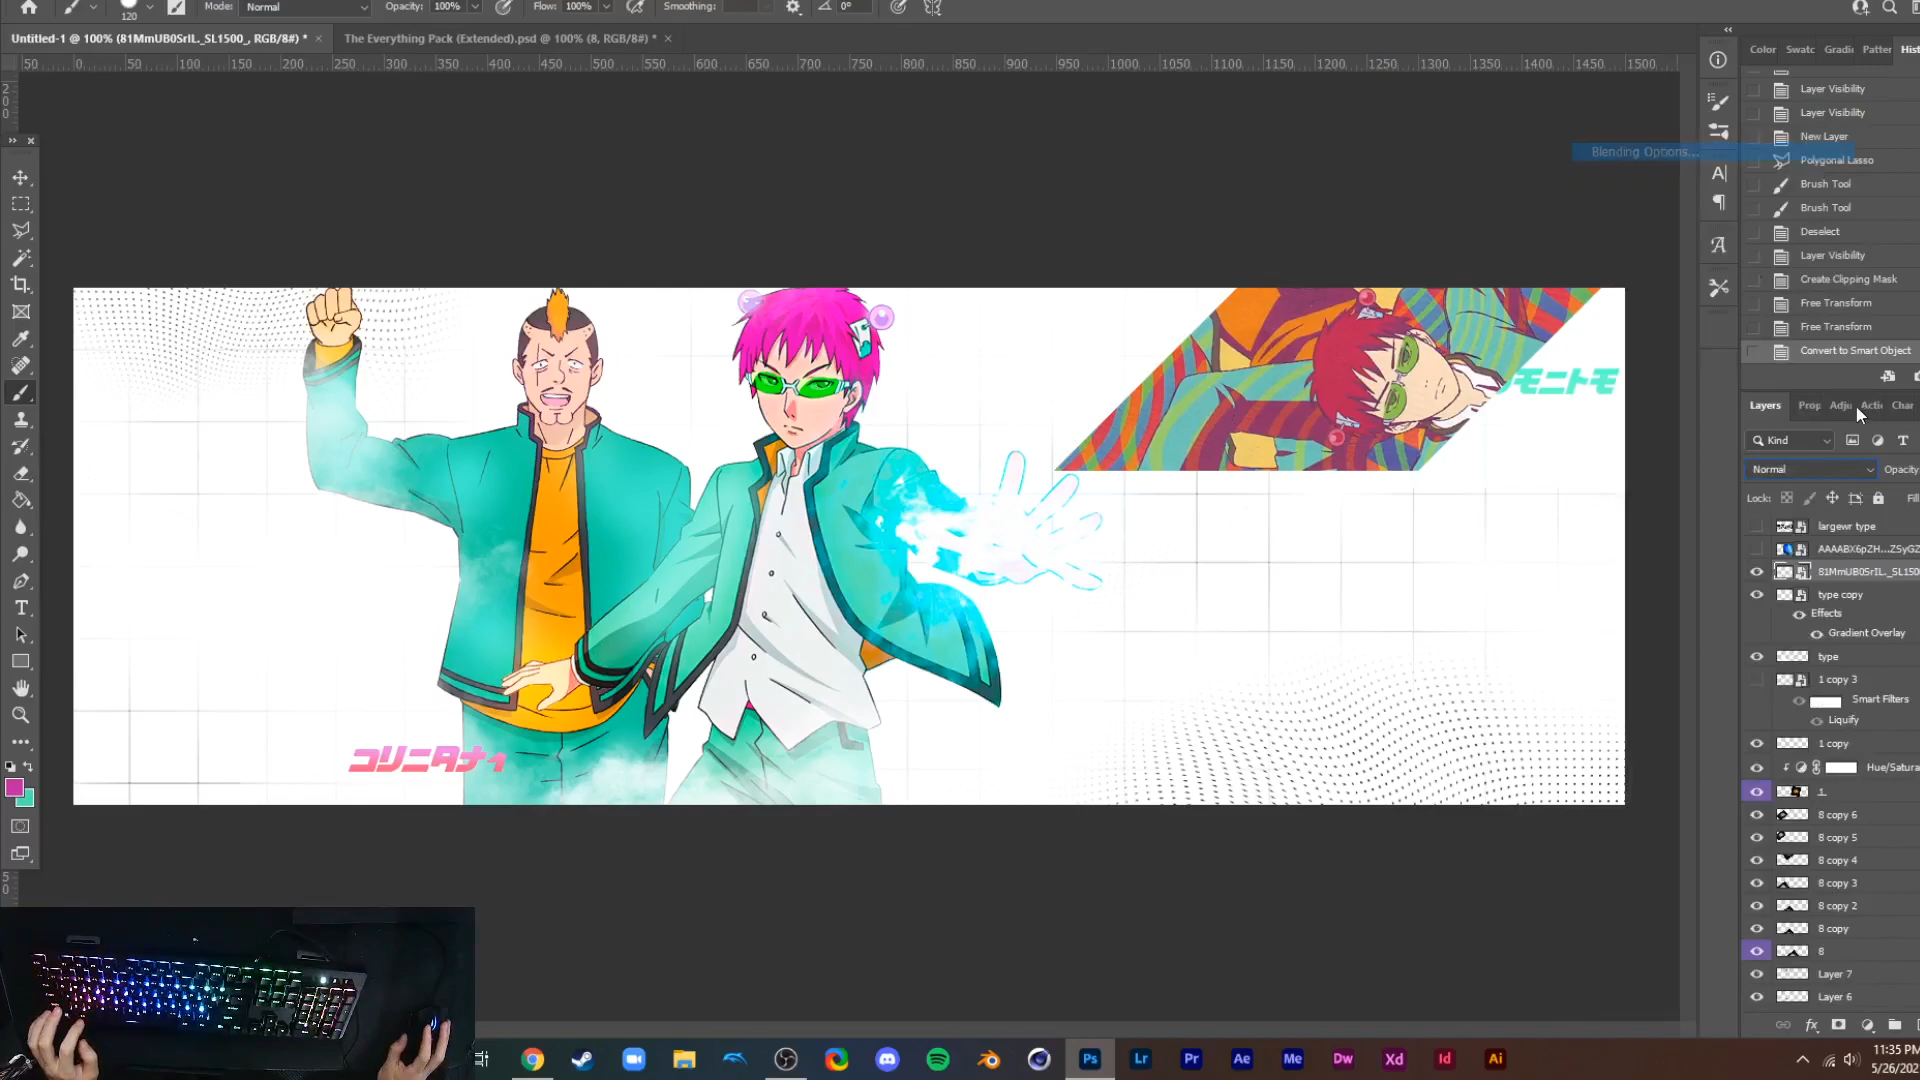 Mode: Normal Opacity: 100% Flow: 100% Smoothing: 0°
120
Untitled-1 @ 100% (81MmUB0SrIL._SL1500_, RGB/8#) * × The Everything Pack (Extended).psd @ 100% (8, RGB/8#) * ×
50 0 50 100 150 200 250 300 350 400 450 500 550 600 650 700 750 800 850 900 950 1000 1050 1100 1150 1200 1250 1300 1350 1400 1450 1500
Color Swatc Gradi Patter Hist
Layer Visibility
Layer Visibility
New Layer
Blending Options...
Polygonal Lasso
Brush Tool
Brush Tool
Deselect
Layer Visibility
Create Clipping Mask
Free Transform
Free Transform
Convert to Smart Object
モニトモ
コリニタナィ
Layers Prop Adju Actic Char
Kind
Normal Opacity
Lock: Fill
largewr type
AAAABX6pZH...ZSyGZ
81MmUB0SrIL._SL1500
type copy
Effects
Gradient Overlay
type
1 copy 3
Smart Filters
Liquify
1 copy
Hue/Satura
1
8 copy 6
8 copy 5
8 copy 4
8 copy 3
8 copy 2
8 copy
8
Layer 7
Layer 6
Ps Lr Pr Ae Me Dw Xd Id Ai
11:35 PM
5/26/202